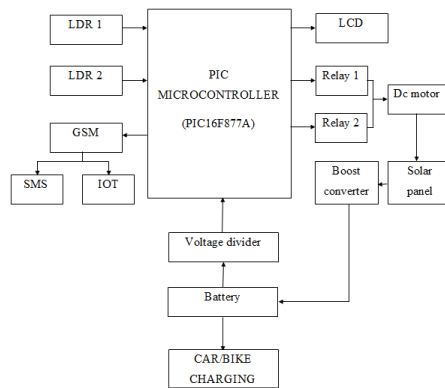 LDR 1
LDR 2
GSM
SMS
IOT
PIC
MICROCONTROLLER
(PIC16F877A)
LCD
Relay 1
Relay 2
Dc motor
Solar
panel
Boost
converter
Voltage divider
Battery
CAR/BIKE
CHARGING